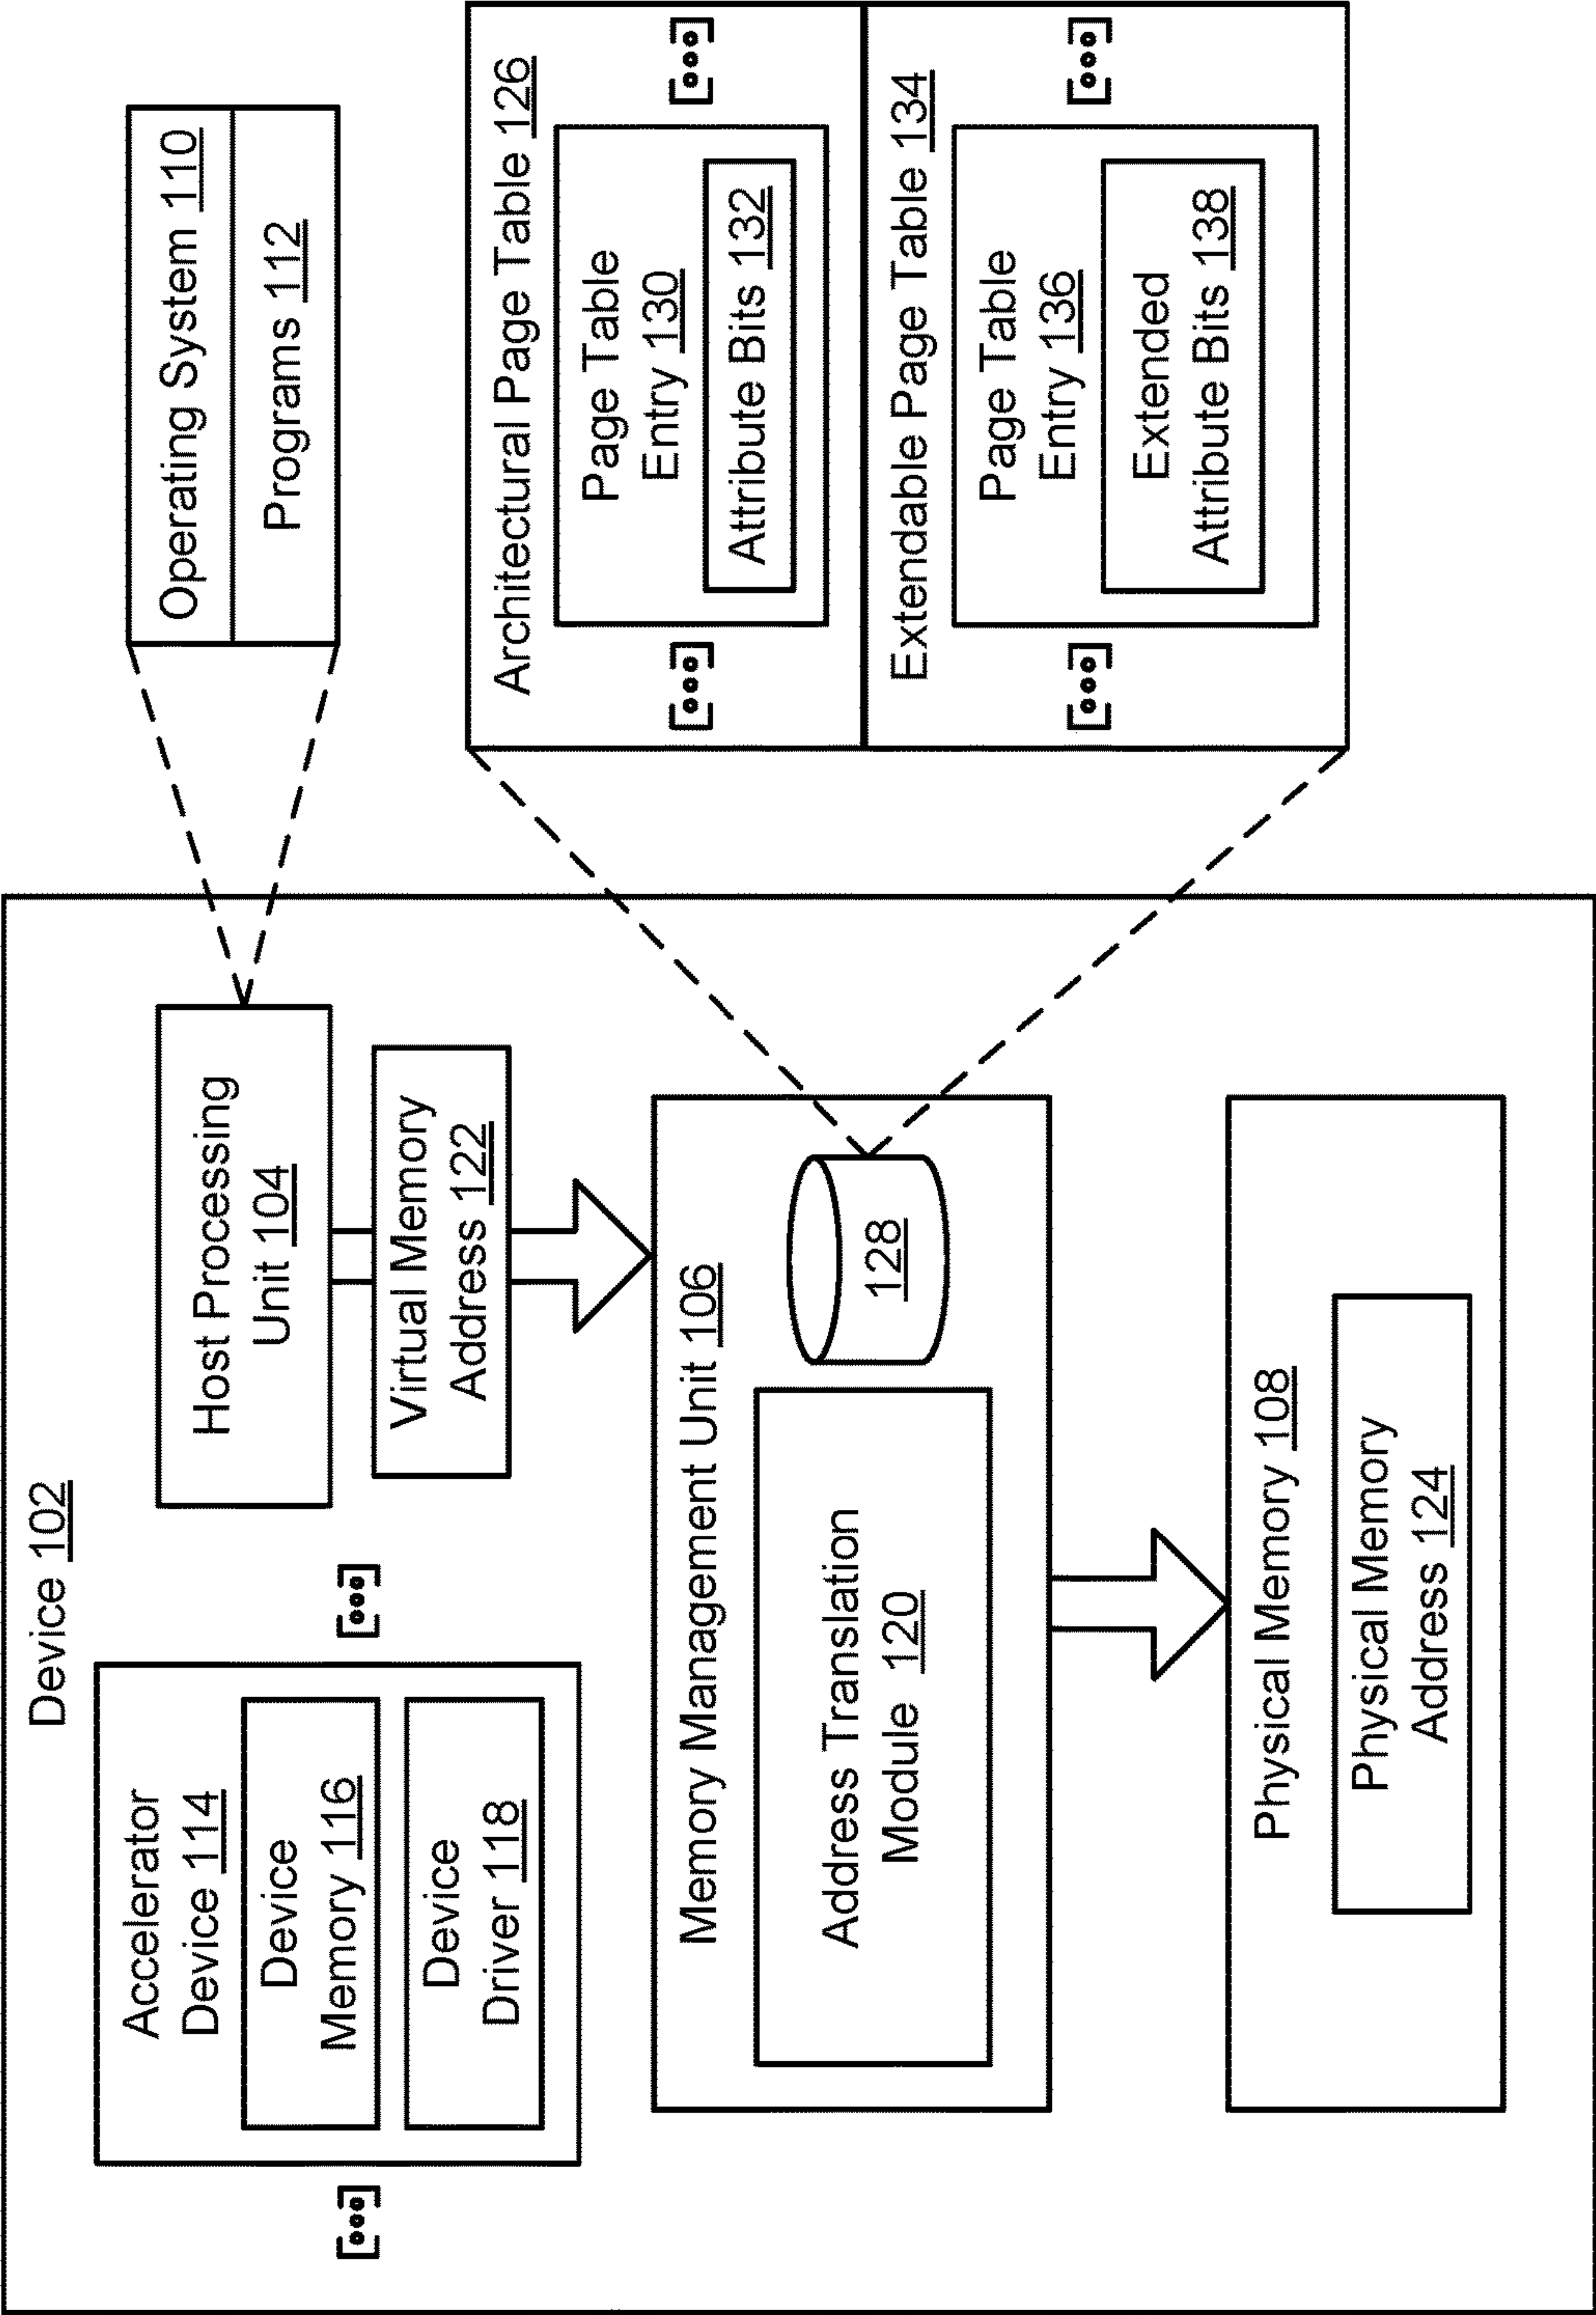 Device 102
Accelerator
Device 114
Device
Memory 116
Device
Driver 118
Host Processing
Unit 104
Virtual Memory
Address 122
Memory Management Unit 106
Address Translation
Module 120
128
Physical Memory 108
Physical Memory
Address 124
Operating System 110
Programs 112
Architectural Page Table 126
Page Table
Entry 130
Attribute Bits 132
Extendable Page Table 134
Page Table
Entry 136
Extended
Attribute Bits 138